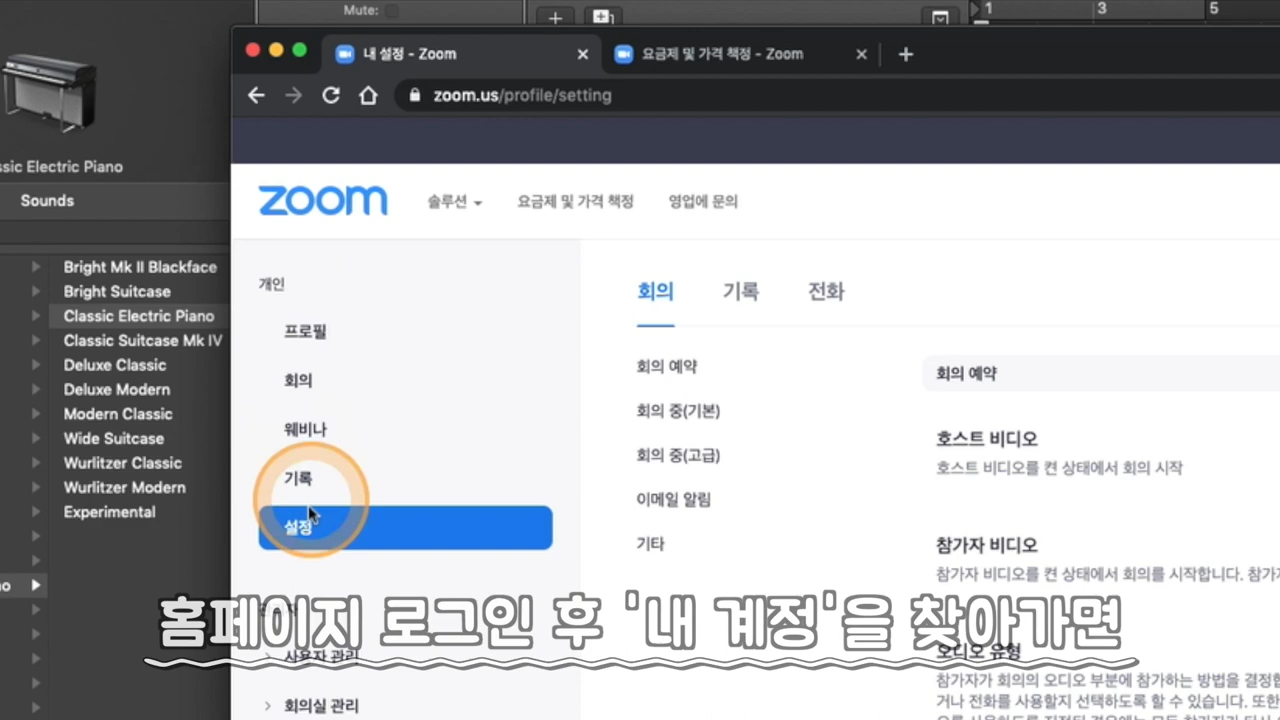 Mute:
1 3 5
내 설정 - Zoom
요금제 및 가격 책정 - Zoom
zoom.us/profile/setting
ssic Electric Piano
Sounds
Bright Mk II Blackface
Bright Suitcase
Classic Electric Piano
Classic Suitcase Mk IV
Deluxe Classic
Deluxe Modern
Modern Classic
Wide Suitcase
Wurlitzer Classic
Wurlitzer Modern
Experimental
no
zoom
솔루션
요금제 및 가격 책정
영업에 문의
개인
프로필
회의
웨비나
기록
설정
사용자 관리
회의실 관리
회의 기록 전화
회의 예약
회의 중(기본)
회의 중(고급)
이메일 알림
기타
회의 예약
호스트 비디오
호스트 비디오를 켠 상태에서 회의 시작
참가자 비디오
참가자 비디오를 켠 상태에서 회의를 시작합니다. 참가
오디오 유형
참가자가 회의의 오디오 부분에 참가하는 방법을 결정
거나 전화를 사용할지 선택하도록 할 수 있습니다. 또한
홈페이지 로그인 후 '내 계정'을 찾아가면